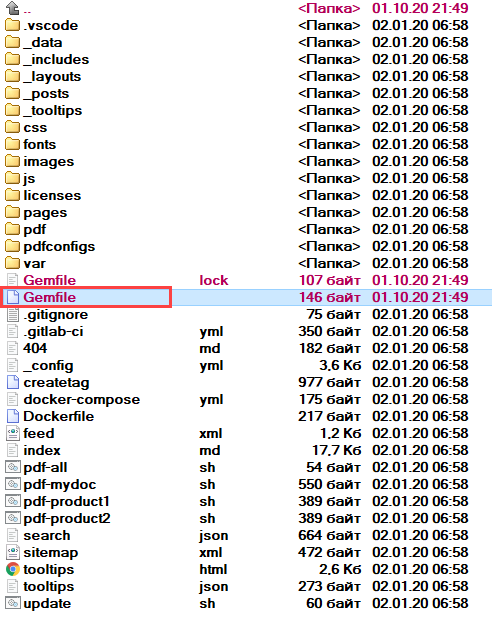 .. <Папка> 01.10.20 21:49
.vscode <Папка> 02.01.20 06:58
_data <Папка> 02.01.20 06:58
_includes <Папка> 02.01.20 06:58
_layouts <Папка> 02.01.20 06:58
_posts <Папка> 02.01.20 06:58
_tooltips <Папка> 02.01.20 06:58
css <Папка> 02.01.20 06:58
fonts <Папка> 02.01.20 06:58
images <Папка> 02.01.20 06:58
js <Папка> 02.01.20 06:58
licenses <Папка> 02.01.20 06:58
pages <Папка> 02.01.20 06:58
pdf <Папка> 02.01.20 06:58
pdfconfigs <Папка> 02.01.20 06:58
var <Папка> 02.01.20 06:58
Gemfile lock 107 байт 01.10.20 21:49
Gemfile 146 байт 01.10.20 21:49
.gitignore 75 байт 02.01.20 06:58
.gitlab-ci yml 350 байт 02.01.20 06:58
404 md 182 байт 02.01.20 06:58
_config yml 3,6 Кб 02.01.20 06:58
createtag 977 байт 02.01.20 06:58
docker-compose yml 175 байт 02.01.20 06:58
Dockerfile 217 байт 02.01.20 06:58
feed xml 1,2 Кб 02.01.20 06:58
index md 17,7 Кб 02.01.20 06:58
pdf-all sh 54 байт 02.01.20 06:58
pdf-mydoc sh 550 байт 02.01.20 06:58
pdf-product1 sh 389 байт 02.01.20 06:58
pdf-product2 sh 389 байт 02.01.20 06:58
search json 664 байт 02.01.20 06:58
sitemap xml 472 байт 02.01.20 06:58
tooltips html 2,6 Кб 02.01.20 06:58
tooltips json 273 байт 02.01.20 06:58
update sh 60 байт 02.01.20 06:58